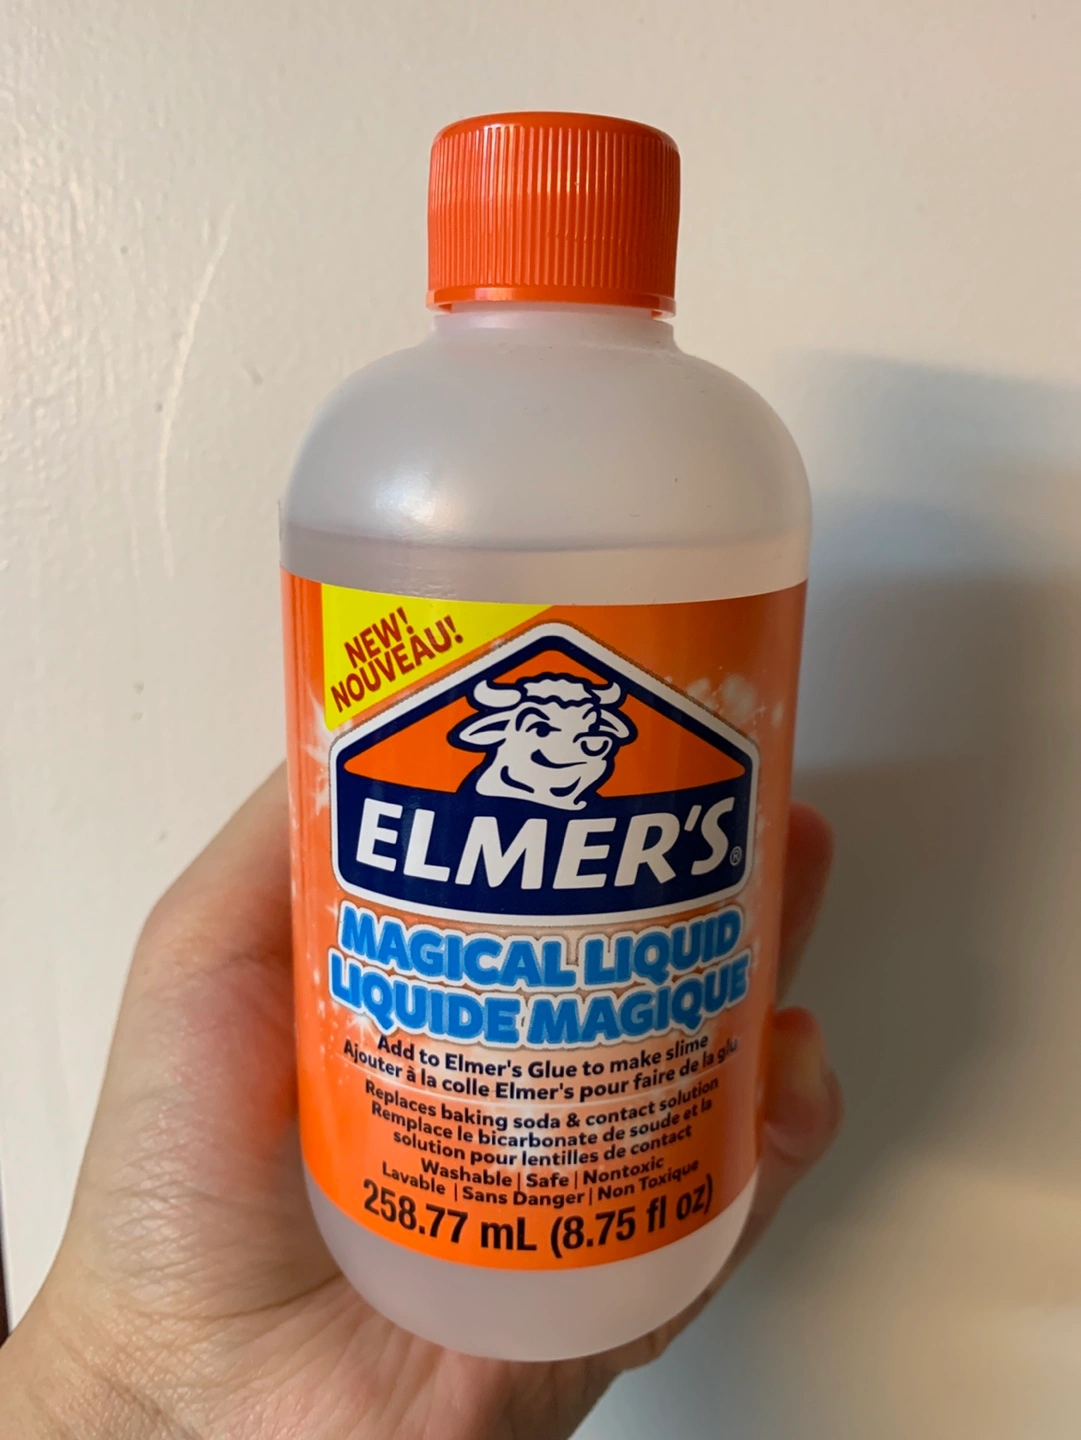 NEW!
NOUVEAU!
ELMER'S®
MAGICAL LIQUID
LIQUIDE MAGIQUE
Add to Elmer's Glue to make slime
Ajouter à la colle Elmer's pour faire de la glu
Replaces baking soda & contact solution
Remplace le bicarbonate de soude et la
solution pour lentilles de contact
Washable | Safe | Nontoxic
Lavable | Sans Danger | Non Toxique
258.77 mL (8.75 fl oz)